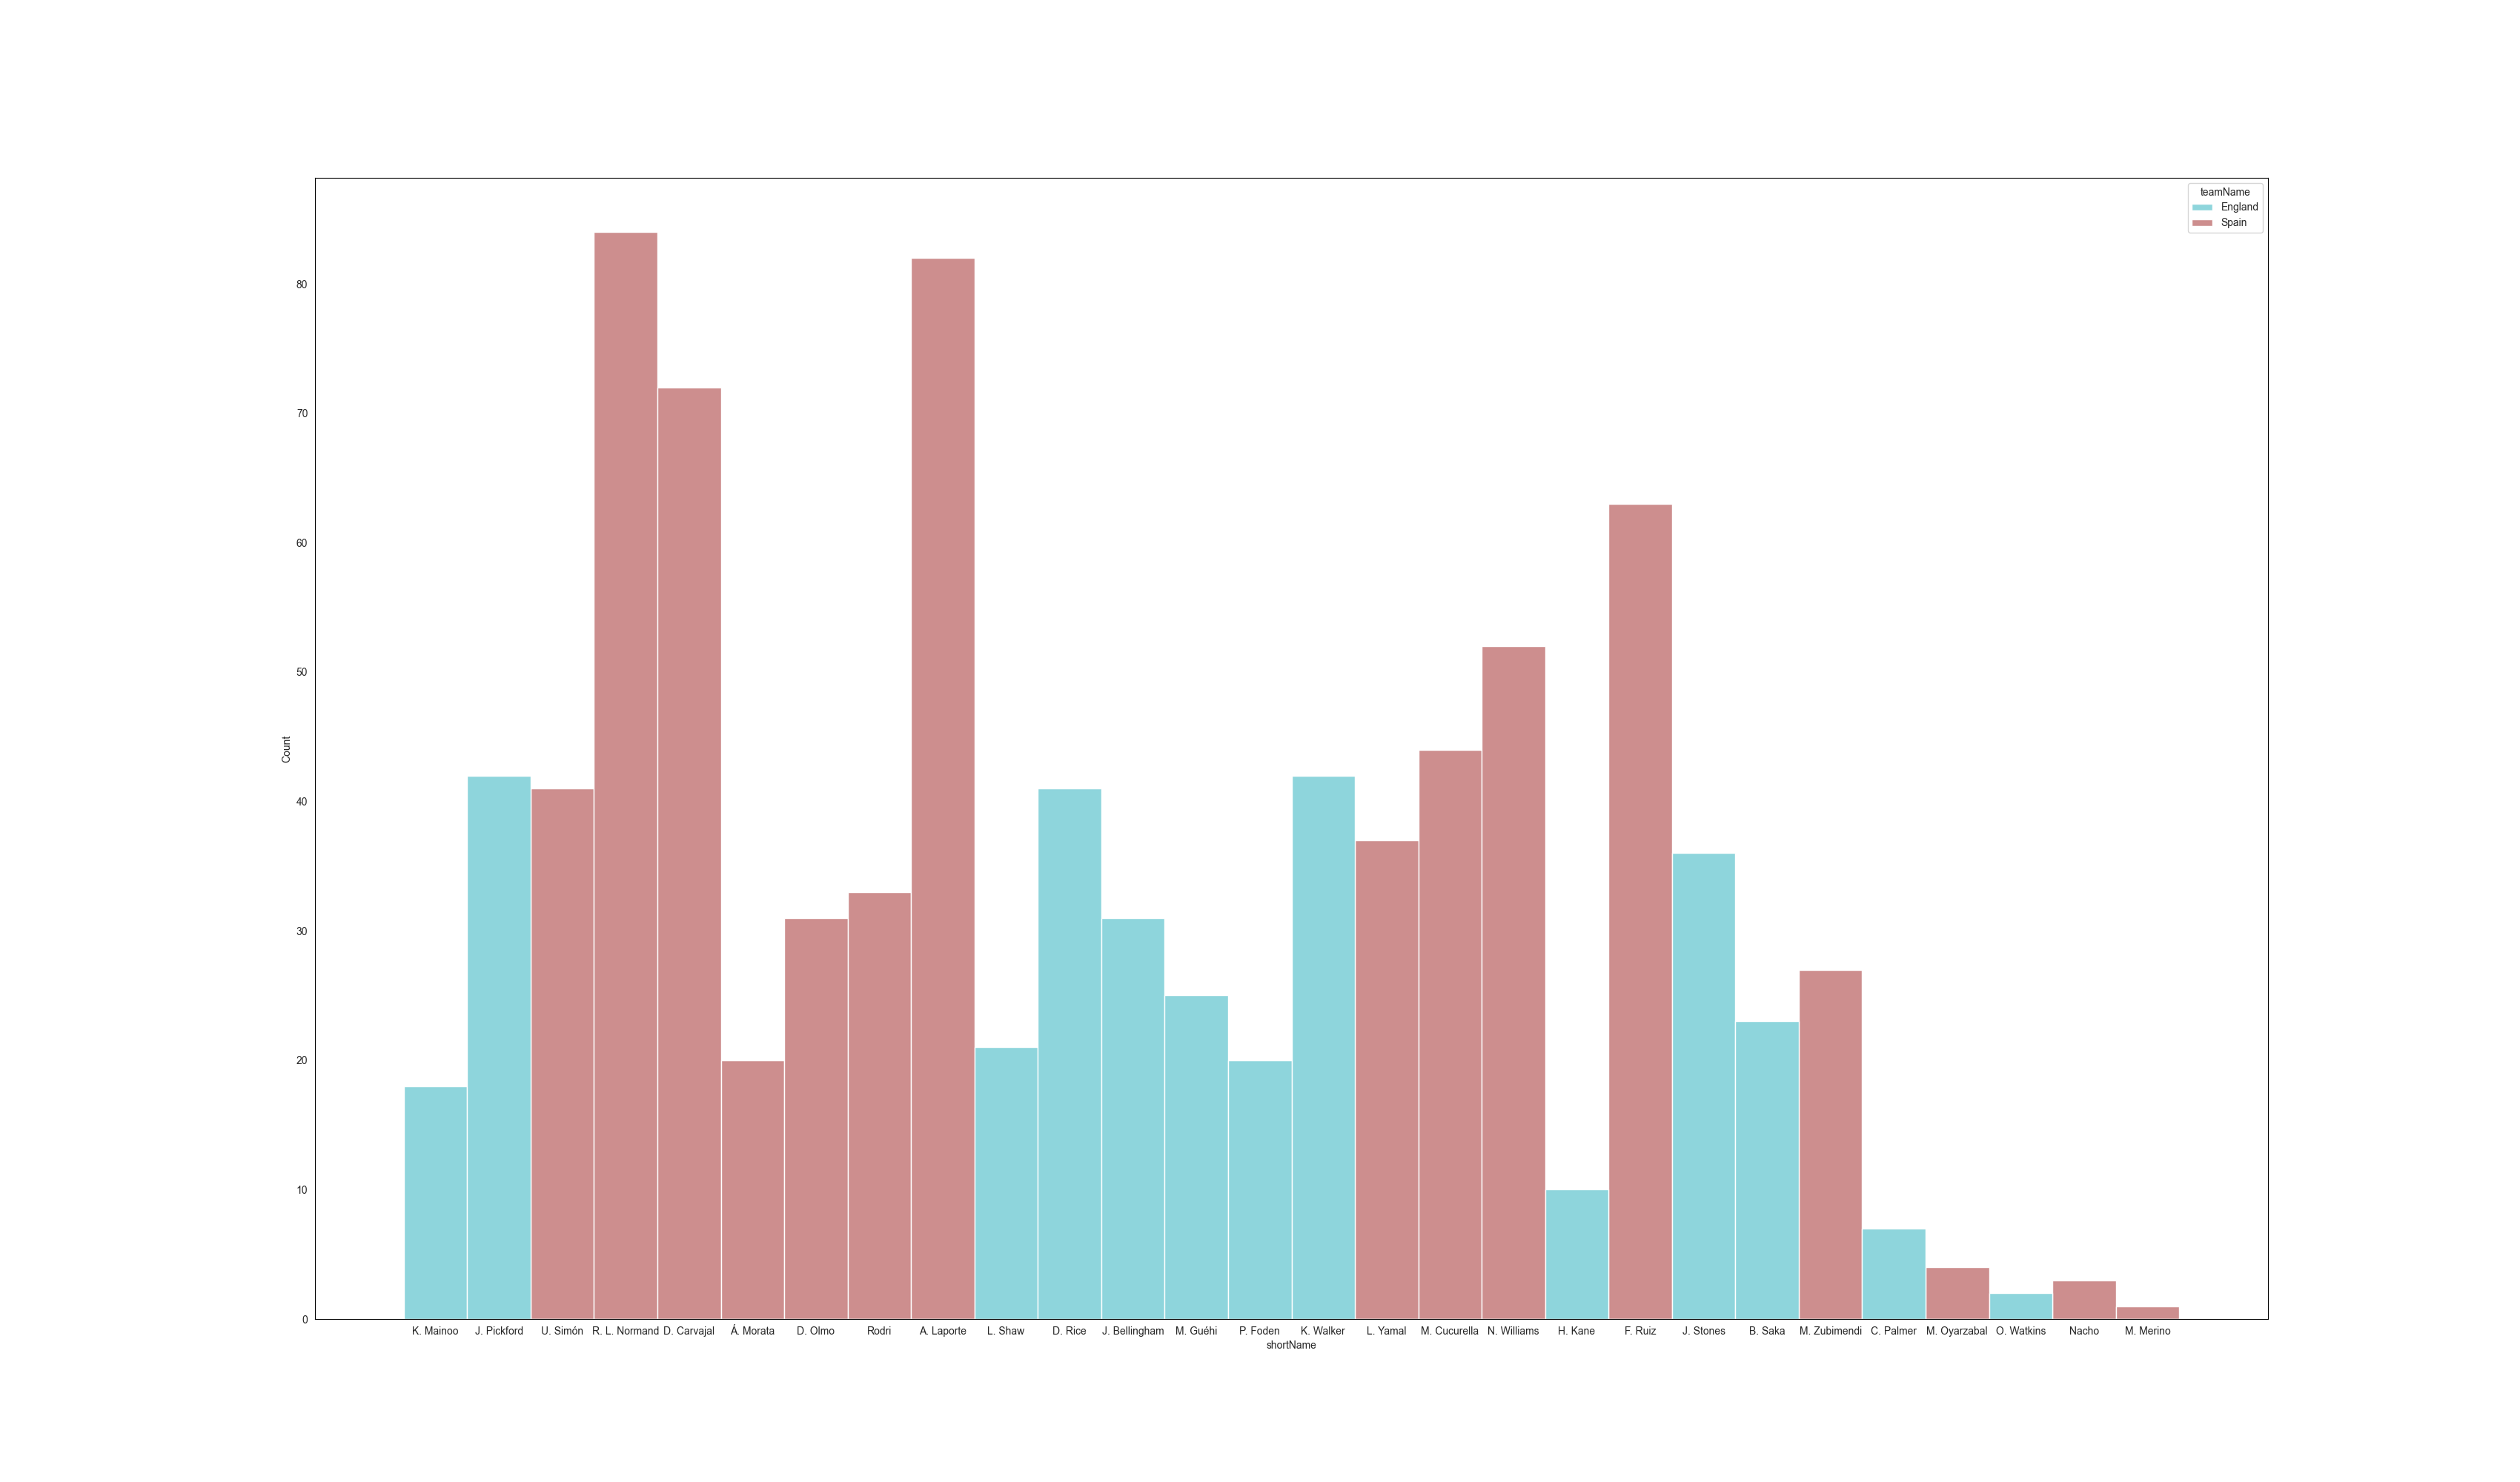 teamName
England
Spain
80
70
60
50
40
30
20
10
0
Count
K. Mainoo J. Pickford U. Simón R. L. Normand D. Carvajal Á. Morata D. Olmo Rodri A. Laporte L. Shaw D. Rice J. Bellingham M. Guéhi P. Foden K. Walker L. Yamal M. Cucurella N. Williams H. Kane F. Ruiz J. Stones B. Saka M. Zubimendi C. Palmer M. Oyarzabal O. Watkins Nacho M. Merino
shortName